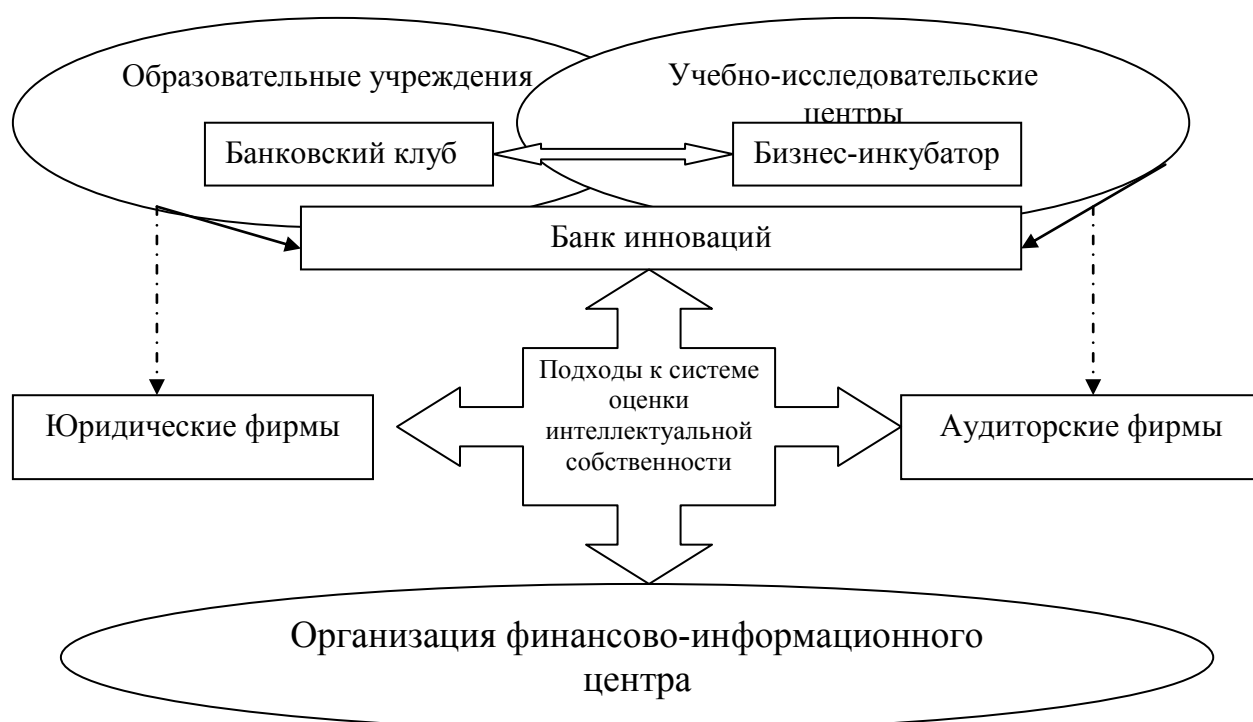 Образовательные учреждения
Учебно-исследовательские
центры
Банковский клуб
Бизнес-инкубатор
Банк инноваций
Подходы к системе
оценки
интеллектуальной
собственности
Юридические фирмы
Аудиторские фирмы
Организация финансово-информационного
центра